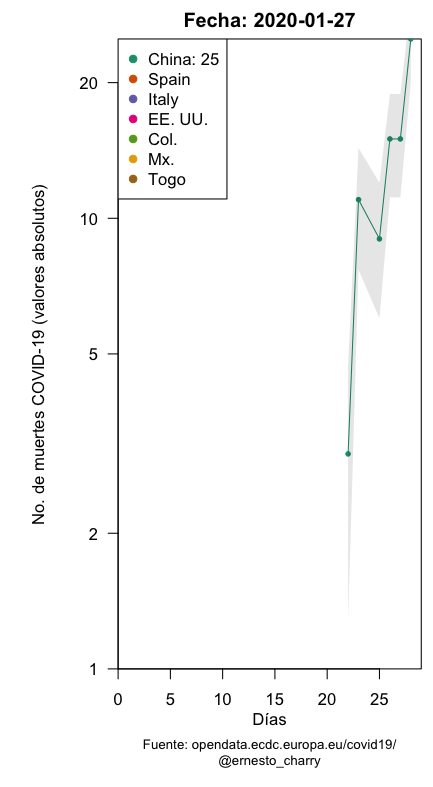 Fecha: 2020-01-27
China: 25
Spain
Italy
EE. UU.
Col.
Mx.
Togo
No. de muertes COVID-19 (valores absolutos)
20
10
5
2
1
0 5 10 15 20 25
Días
Fuente: opendata.ecdc.europa.eu/covid19/
@ernesto_charry